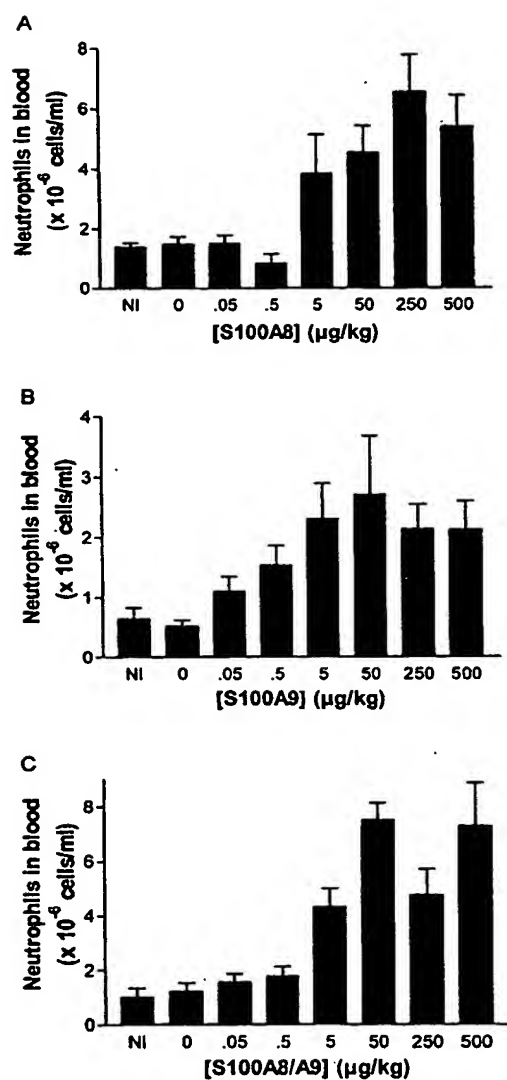 A
Neutrophils in blood
(x 10⁻⁶ cells/ml)
8
6
4
2
0
NI 0 .05 .5 5 50 250 500
[S100A8] (µg/kg)
B
Neutrophils in blood
(x 10⁻⁶ cells/ml)
4
3
2
1
0
NI 0 .05 .5 5 50 250 500
[S100A9] (µg/kg)
C
Neutrophils in blood
(x 10⁻⁶ cells/ml)
8
6
4
2
0
NI 0 .05 .5 5 50 250 500
[S100A8/A9] (µg/kg)